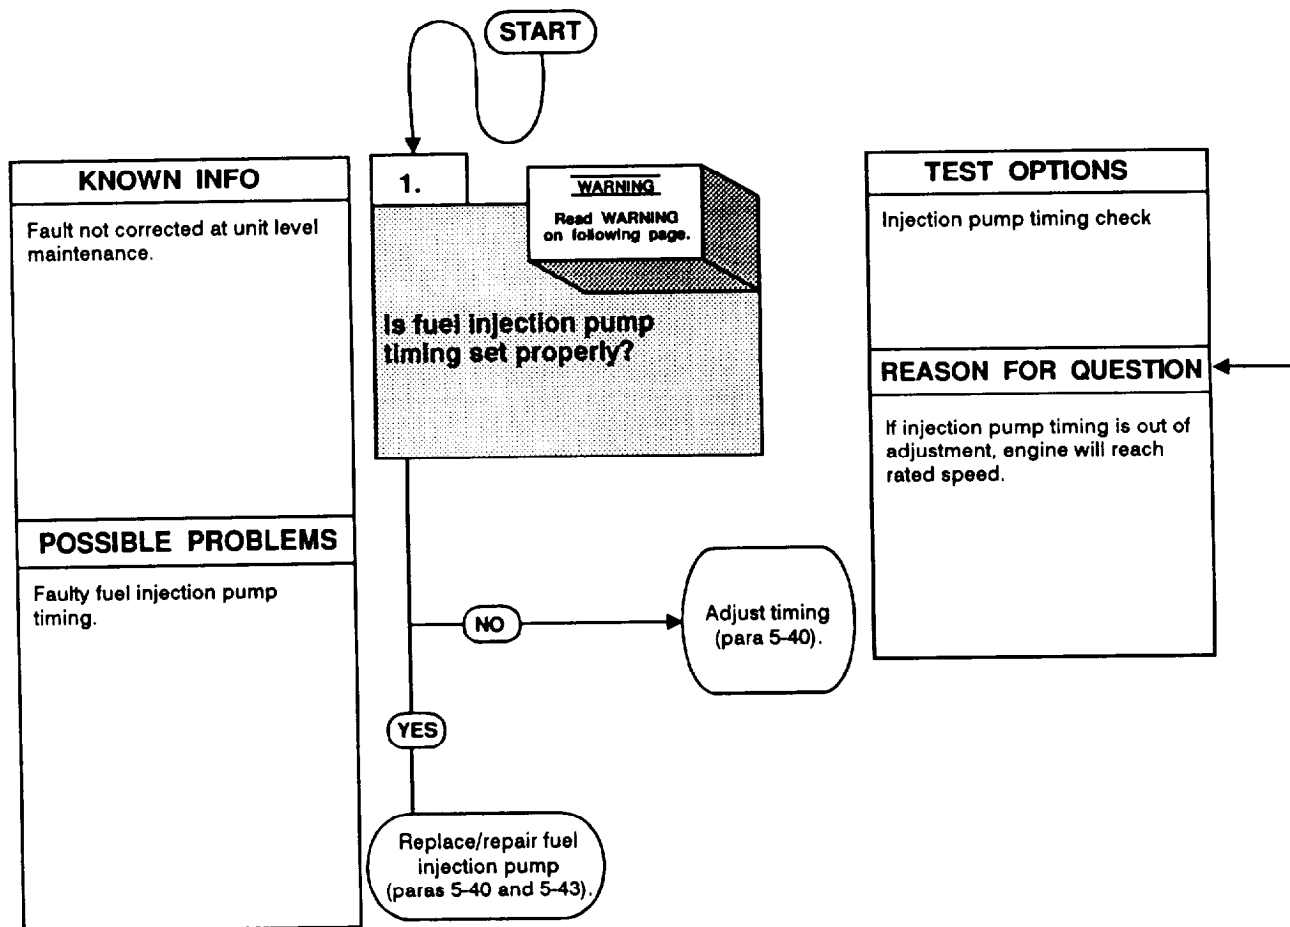 START
KNOWN INFO
Fault not corrected at unit level
maintenance.
POSSIBLE PROBLEMS
Faulty fuel injection pump
timing.
1.
WARNING
Read WARNING
on following page.
Is fuel injection pump
timing set properly?
TEST OPTIONS
Injection pump timing check
REASON FOR QUESTION
If injection pump timing is out of
adjustment, engine will reach
rated speed.
NO
Adjust timing
(para 5-40).
YES
Replace/repair fuel
injection pump
(paras 5-40 and 5-43).